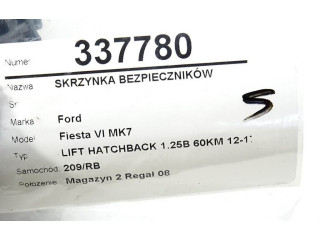 Numer 337780
Nazwa SKRZYNKA BEZPIECZNIKÓW
Marka Ford
Model Fiesta VI MK7
Typ LIFT HATCHBACK 1.25B 60KM 12-17
Samochód 209/RB
Położenie Magazyn 2 Regał 08
S